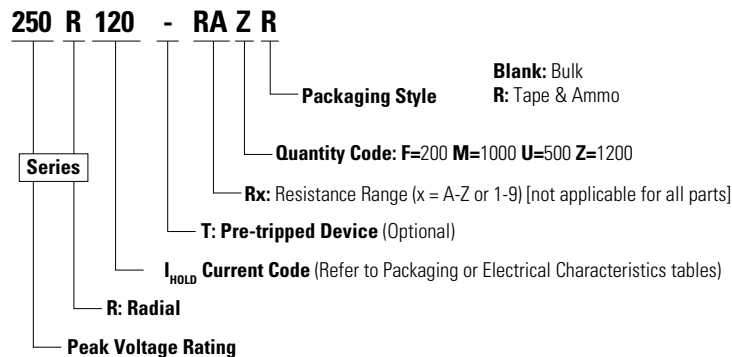 250 R 120 - RA Z R
Blank: Bulk
Packaging Style R: Tape & Ammo
Quantity Code: F=200 M=1000 U=500 Z=1200
Series
Rx: Resistance Range (x = A-Z or 1-9) [not applicable for all parts]
T: Pre-tripped Device (Optional)
IHOLD Current Code (Refer to Packaging or Electrical Characteristics tables)
R: Radial
Peak Voltage Rating